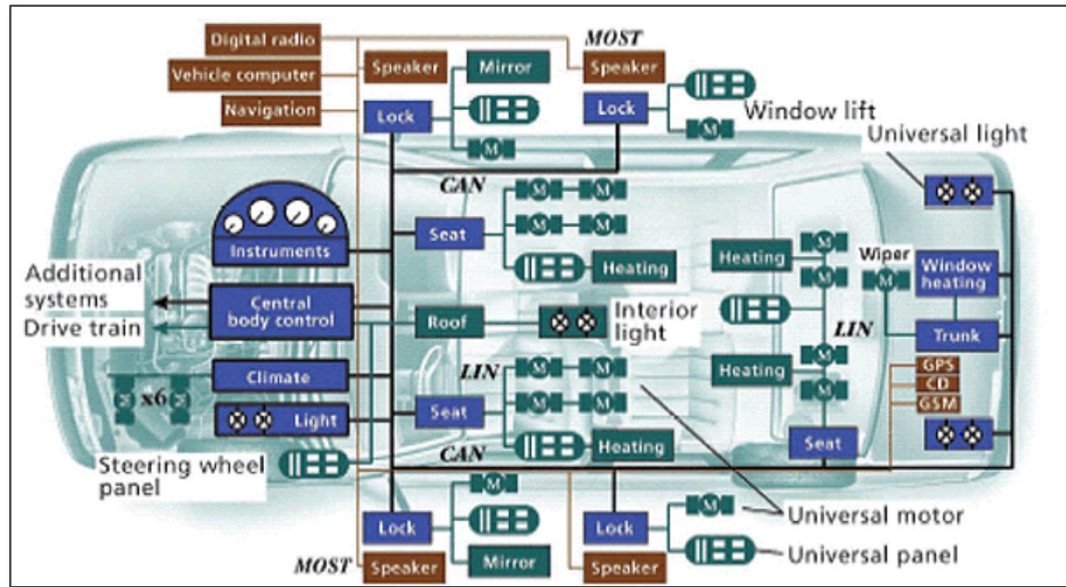 Digital radio
MOST
Speaker
Mirror
Speaker
Vehicle computer
Navigation
Lock
Lock
Window lift
M
M
Universal light
CAN
M M
Instruments
Seat
M M
Heating
Heating
M
Wiper
M
M
Window
heating
Additional
systems
Central
body control
Drive train
Roof
Interior
light
LIN
Trunk
M
Heating
GPS
CD
GSM
M
x6
M
Climate
LIN
M M
Light
Seat
M M
M
CAN
Heating
Seat
Steering wheel
panel
M
M
Lock
Lock
Universal motor
Universal panel
MOST
Speaker
Mirror
Speaker